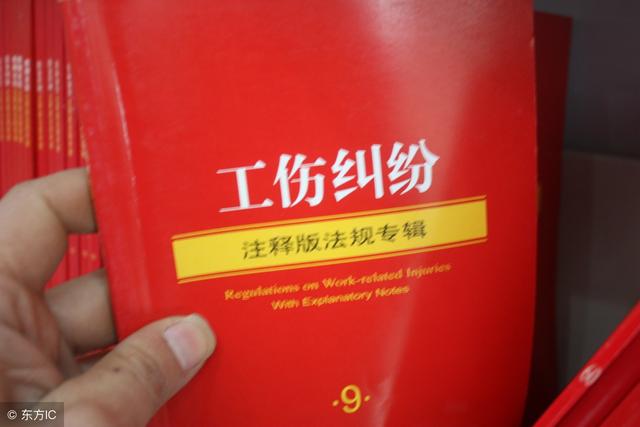 工伤纠纷
注释版法规专辑
Regulations on Work-related Injuries
With Explanatory Notes
·9·
© 东方IC